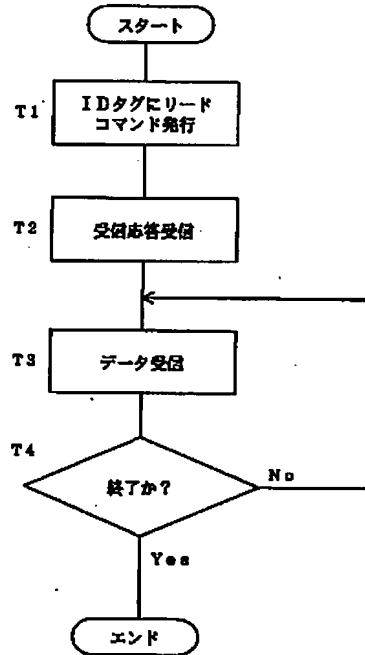 スタート
T1
IDタグにリード
コマンド発行
T2
受信応答受信
T3
データ受信
T4
終了か?
No
Yes
エンド